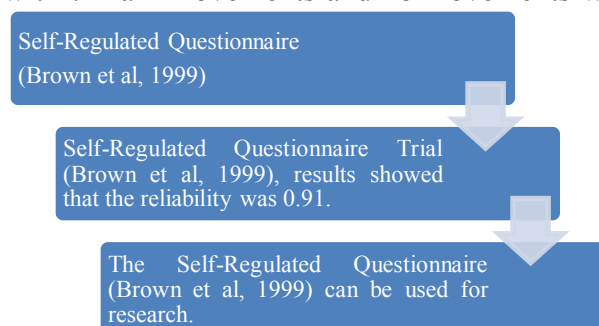 Self-Regulated Questionnaire
(Brown et al, 1999)
Self-Regulated Questionnaire Trial
(Brown et al, 1999), results showed
that the reliability was 0.91.
The Self-Regulated Questionnaire
(Brown et al, 1999) can be used for
research.